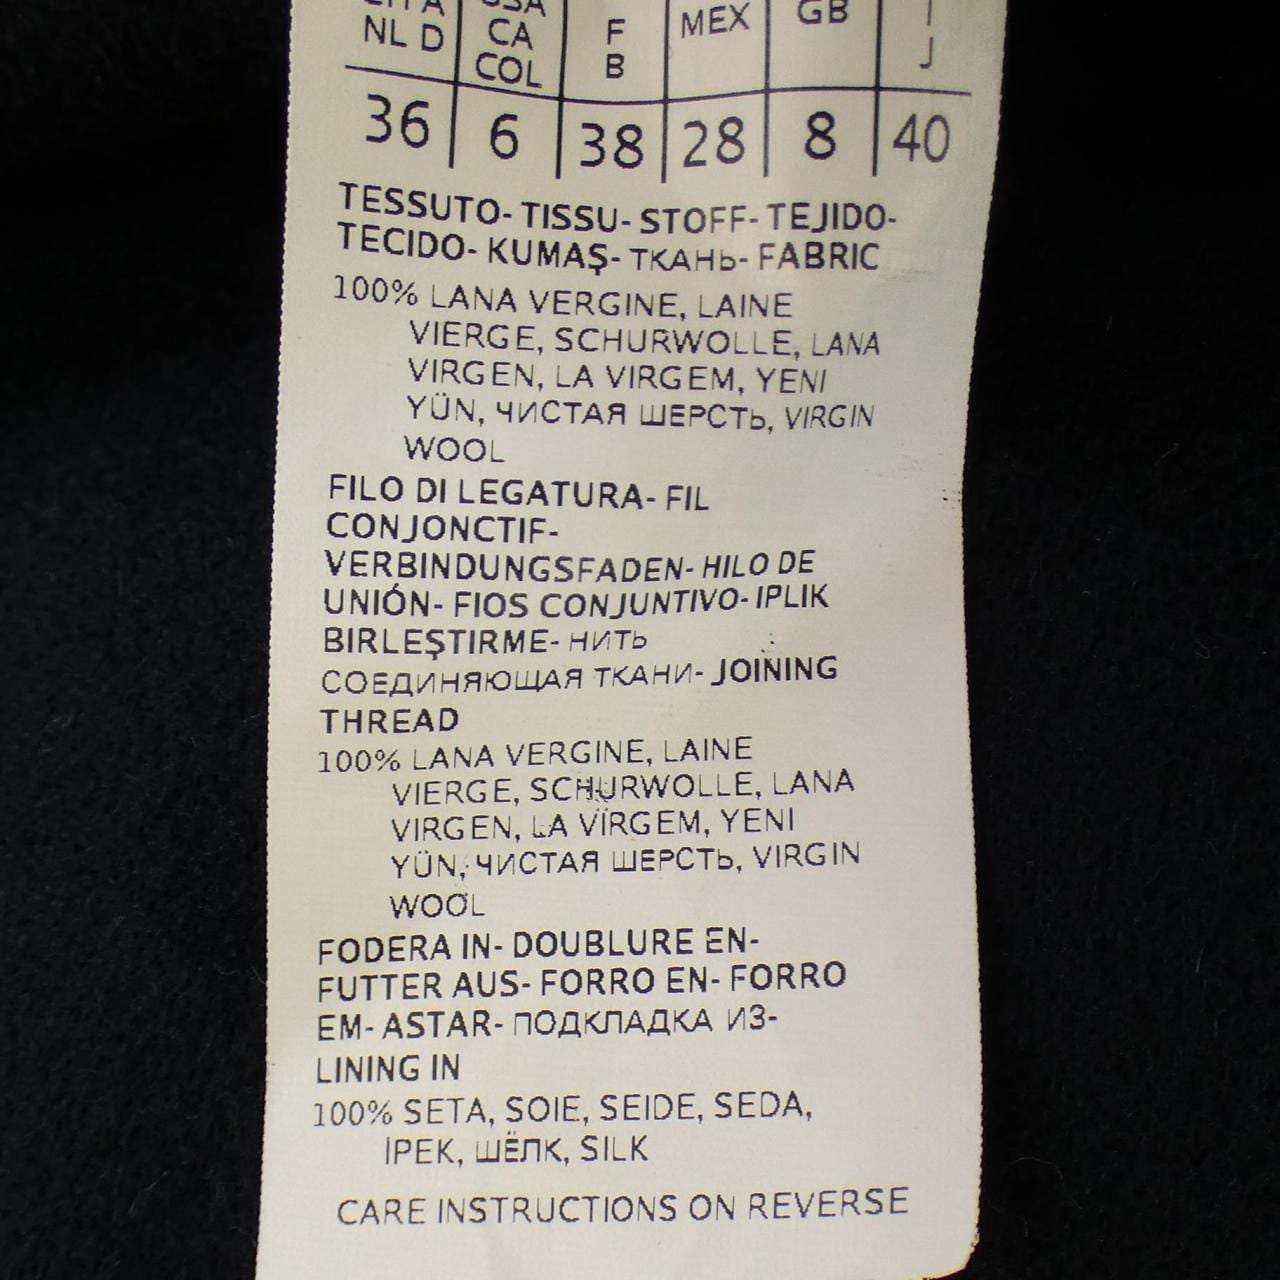 USA
NL D CA F MEX GB I
COL B J
36 6 38 28 8 40
TESSUTO- TISSU- STOFF- TEJIDO-
TECIDO- KUMAŞ- ТКАНЬ- FABRIC
100% LANA VERGINE, LAINE
VIERGE, SCHURWOLLE, LANA
VIRGEN, LA VIRGEM, YENI
YÜN, ЧИСТАЯ ШЕРСТЬ, VIRGIN
WOOL
FILO DI LEGATURA- FIL
CONJONCTIF-
VERBINDUNGSFADEN- HILO DE
UNIÓN- FIOS CONJUNTIVO- IPLIK
BIRLEŞTIRME- НИТЬ
СОЕДИНЯЮЩАЯ ТКАНИ- JOINING
THREAD
100% LANA VERGINE, LAINE
VIERGE, SCHURWOLLE, LANA
VIRGEN, LA VIRGEM, YENI
YÜN, ЧИСТАЯ ШЕРСТЬ, VIRGIN
WOOL
FODERA IN- DOUBLURE EN-
FUTTER AUS- FORRO EN- FORRO
EM- ASTAR- ПОДКЛАДКА ИЗ-
LINING IN
100% SETA, SOIE, SEIDE, SEDA,
İPEK, ШЁЛК, SILK
CARE INSTRUCTIONS ON REVERSE